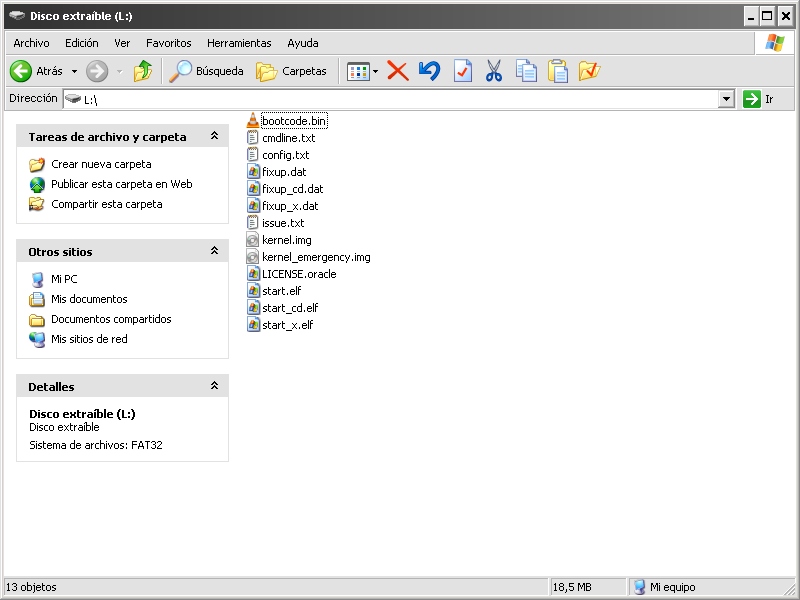 Disco extraíble (L:)
Archivo Edición Ver Favoritos Herramientas Ayuda
Atrás Búsqueda Carpetas
Dirección L:\ Ir
Tareas de archivo y carpeta
Crear nueva carpeta
Publicar esta carpeta en Web
Compartir esta carpeta
Otros sitios
Mi PC
Mis documentos
Documentos compartidos
Mis sitios de red
Detalles
Disco extraíble (L:)
Disco extraíble
Sistema de archivos: FAT32
bootcode.bin
cmdline.txt
config.txt
fixup.dat
fixup_cd.dat
fixup_x.dat
issue.txt
kernel.img
kernel_emergency.img
LICENSE.oracle
start.elf
start_cd.elf
start_x.elf
13 objetos 18,5 MB Mi equipo